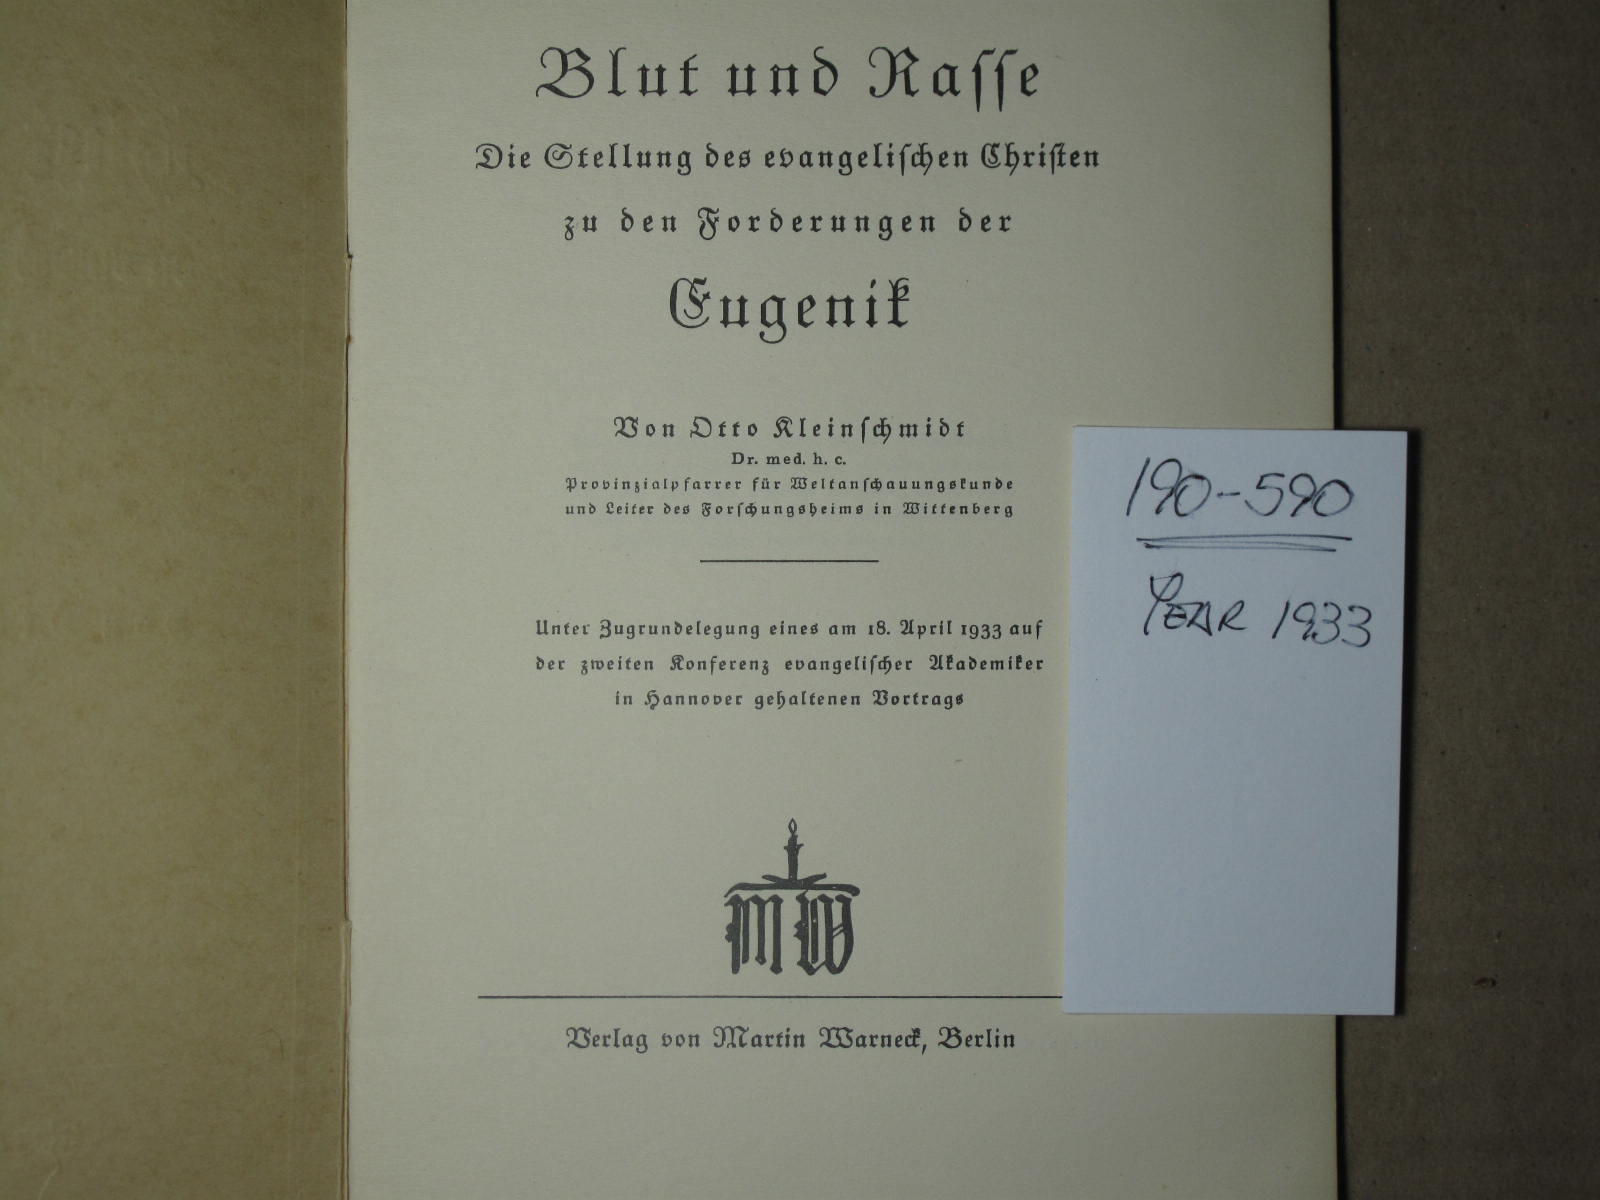 Blut und Rasse
Die Stellung des evangelischen Christen
zu den Forderungen der
Eugenik
Von Otto Kleinschmidt
Dr. med. h. c.
Provinzialpfarrer für Weltanschauungskunde
und Leiter des Forschungsheims in Wittenberg
Unter Zugrundelegung eines am 18. April 1933 auf
der zweiten Konferenz evangelischer Akademiker
in Hannover gehaltenen Vortrags
MW
Verlag von Martin Warneck, Berlin
190-590
YEAR 1933